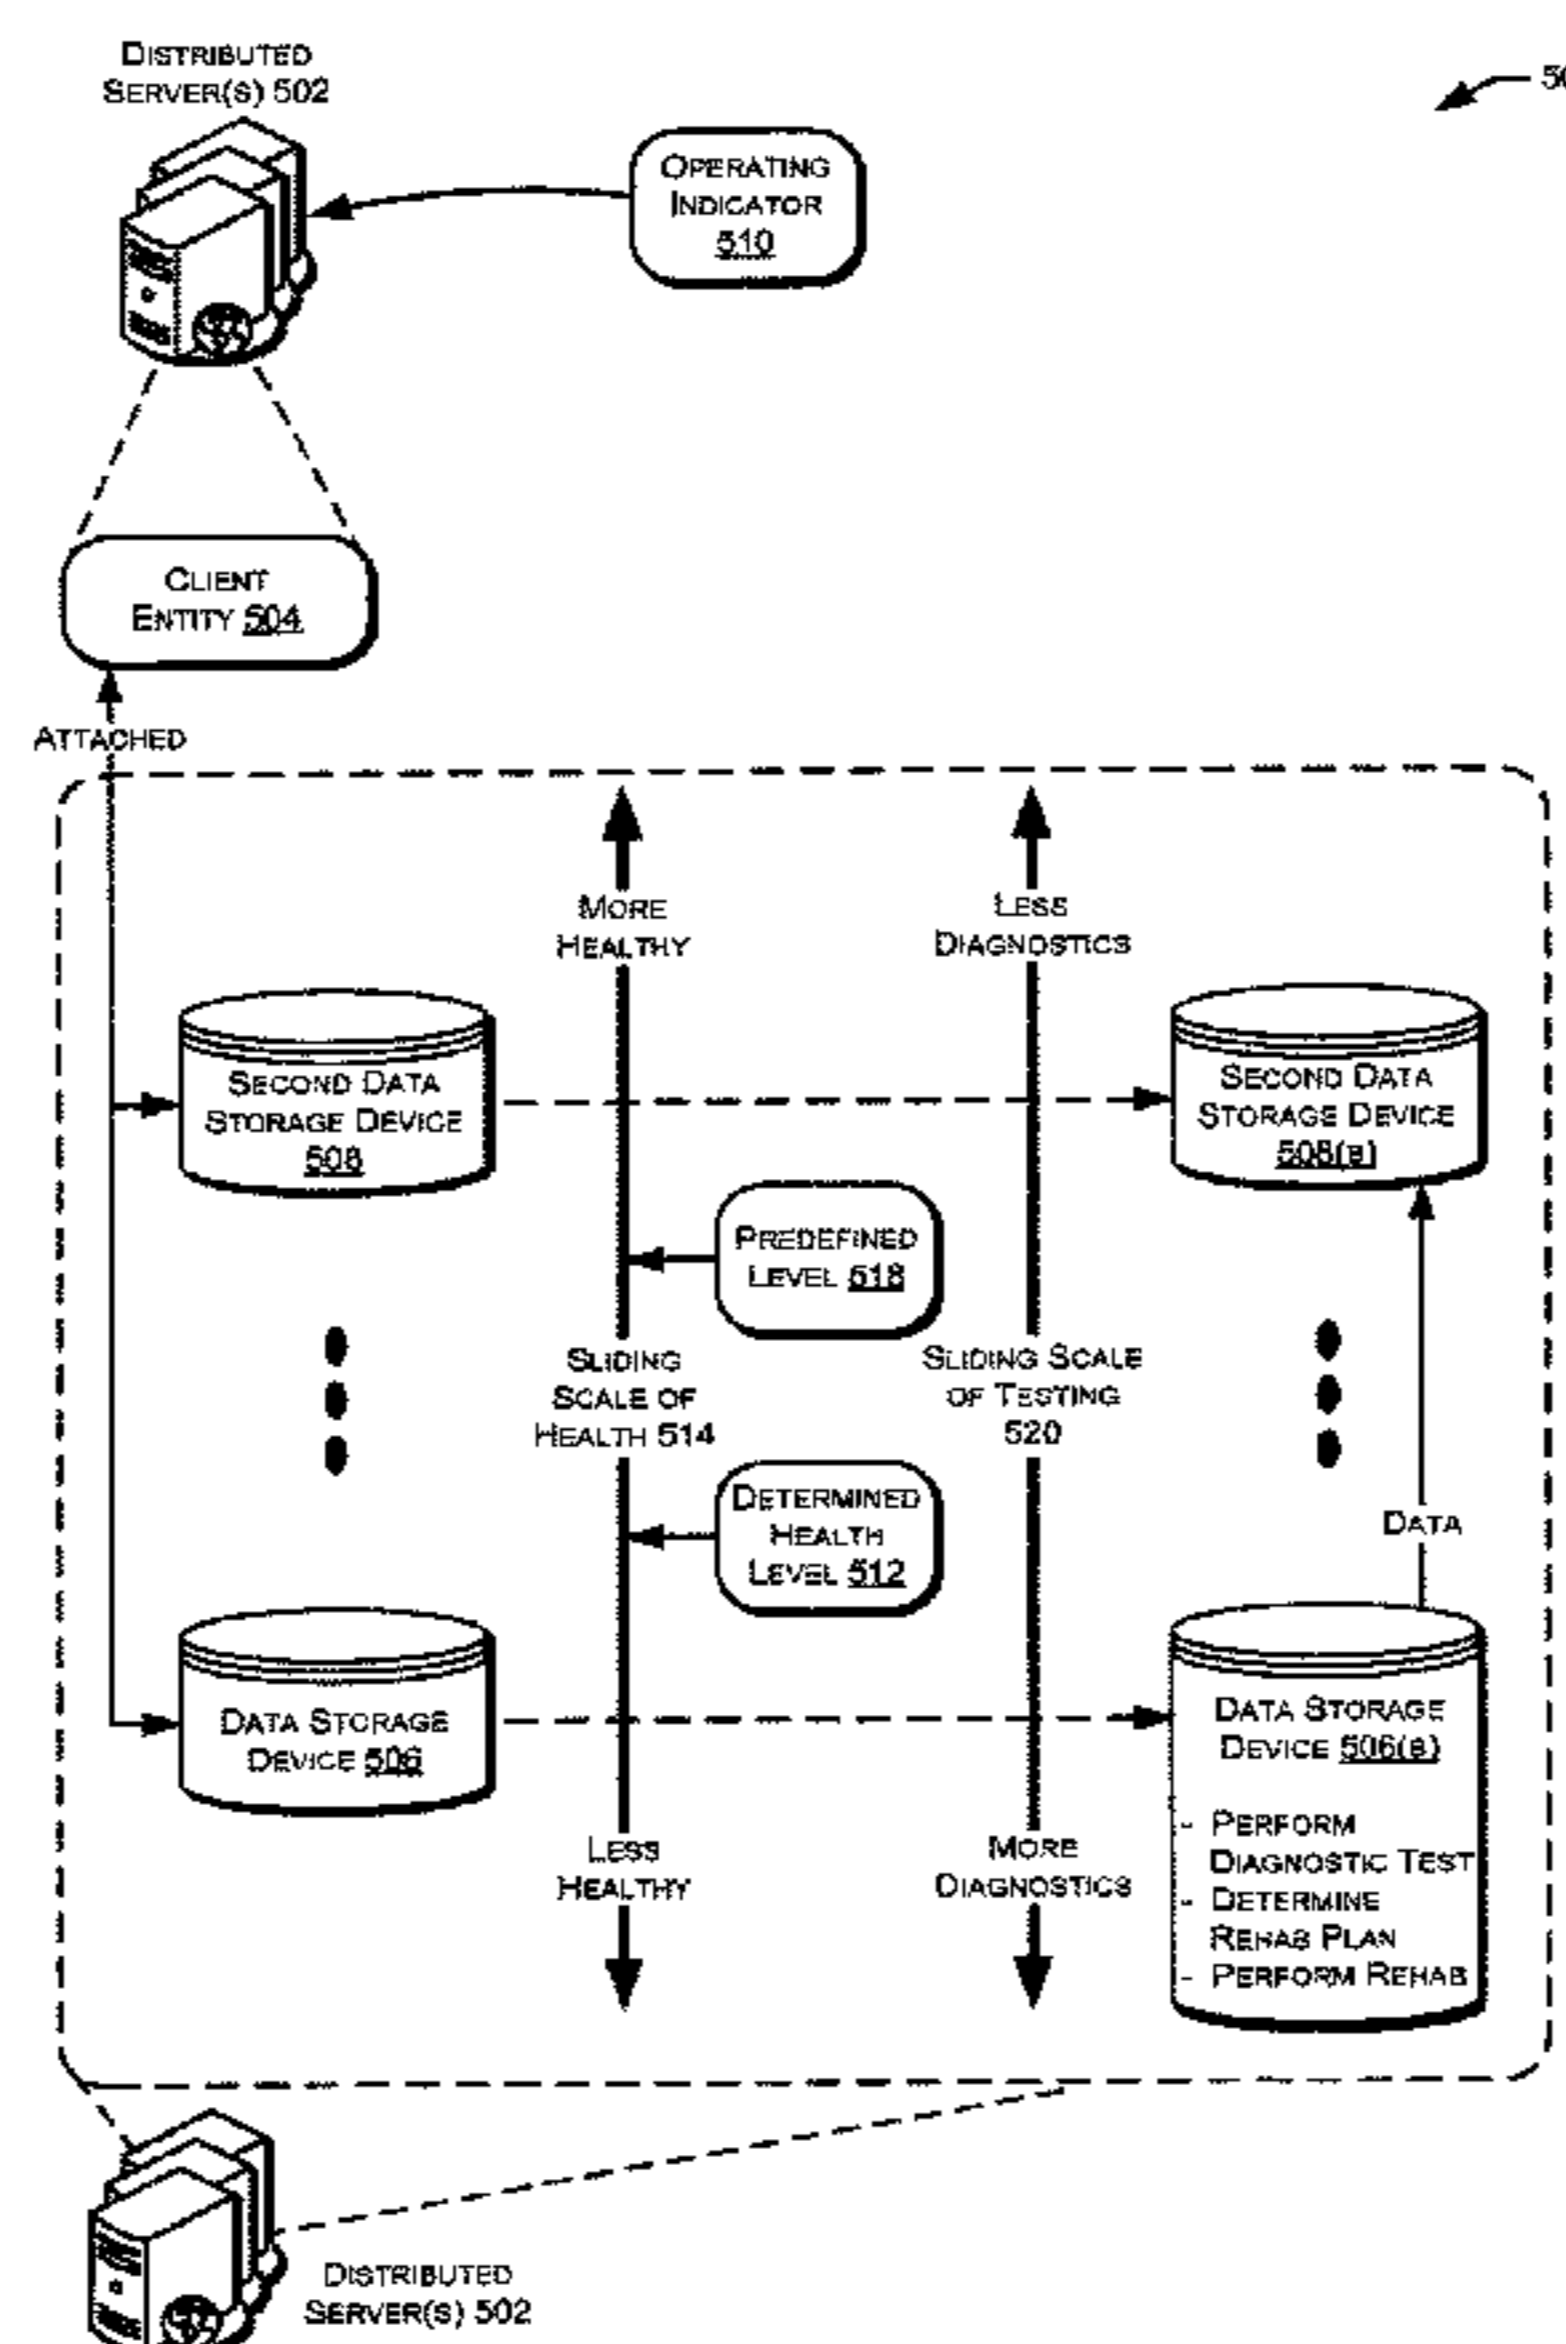 DISTRIBUTED
SERVER(S) 502
OPERATING
INDICATOR
510
CLIENT
ENTITY 504
ATTACHED
MORE
HEALTHY
LESS
DIAGNOSTICS
SECOND DATA
STORAGE DEVICE
508
SECOND DATA
STORAGE DEVICE
508(a)
PREDEFINED
LEVEL 518
SLIDING
SCALE OF
HEALTH 514
SLIDING SCALE
OF TESTING
520
DETERMINED
HEALTH
LEVEL 512
DATA
DATA STORAGE
DEVICE 506
DATA STORAGE
DEVICE 506(a)
- PERFORM
DIAGNOSTIC TEST
- DETERMINE
REHAB PLAN
- PERFORM REHAB
LESS
HEALTHY
MORE
DIAGNOSTICS
DISTRIBUTED
SERVER(S) 502